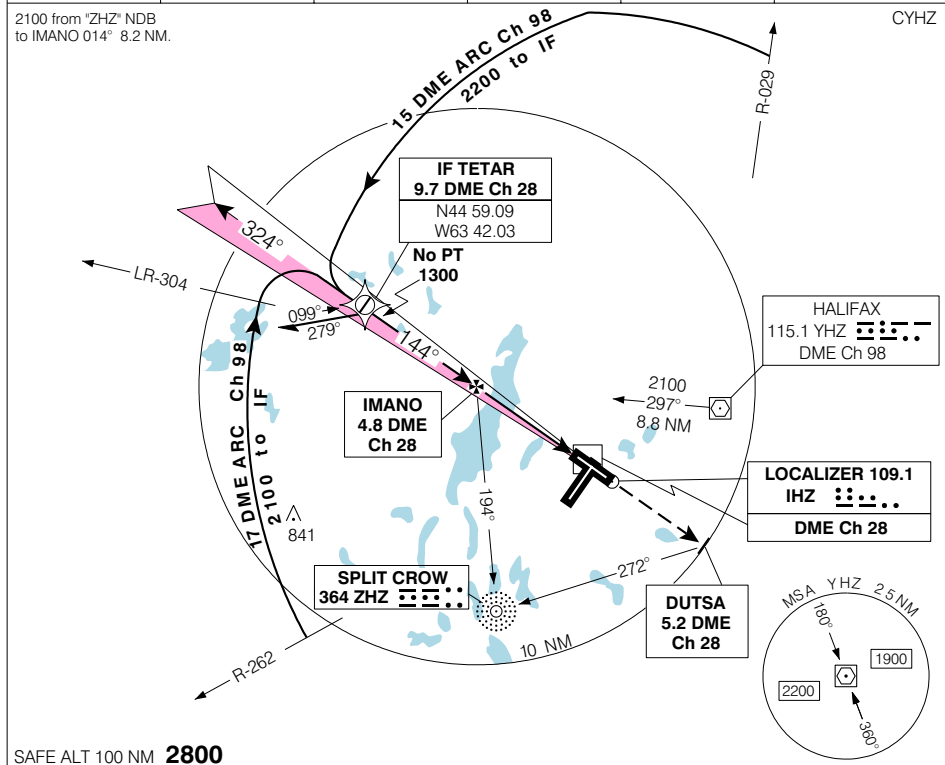 2100 from "ZHZ" NDB
to IMANO 014° 8.2 NM.
CYHZ
15 DME ARC Ch 98
2200 to IF
R-029
IF TETAR
9.7 DME Ch 28
N44 59.09
W63 42.03
No PT
1300
324°
LR-304
099°
279°
144°
HALIFAX
115.1 YHZ
DME Ch 98
2100
297°
8.8 NM
IMANO
4.8 DME
Ch 28
17 DME ARC Ch 98
2100 to IF
841
194°
LOCALIZER 109.1
IHZ
DME Ch 28
272°
SPLIT CROW
364 ZHZ
DUTSA
5.2 DME
Ch 28
10 NM
R-262
MSA YHZ 25NM
180°
1900
2200
360°
SAFE ALT 100 NM 2800